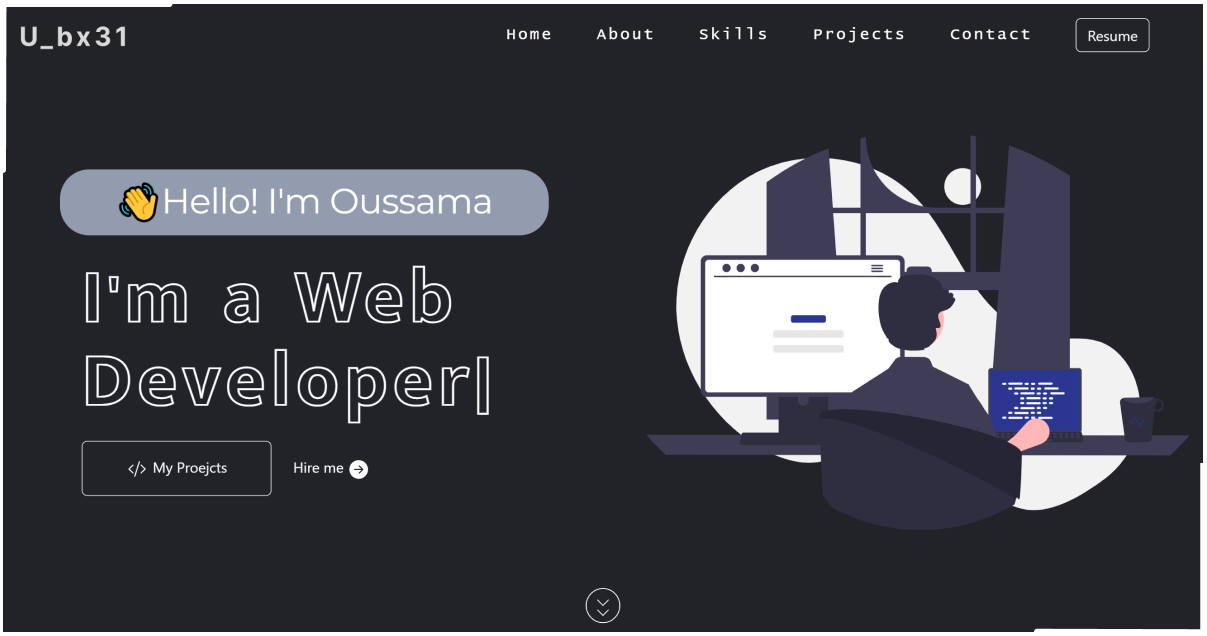 U_bx31
Home About Skills Projects Contact Resume
👋Hello! I'm Oussama
I'm a Web
Developer|
</> My Proejcts Hire me